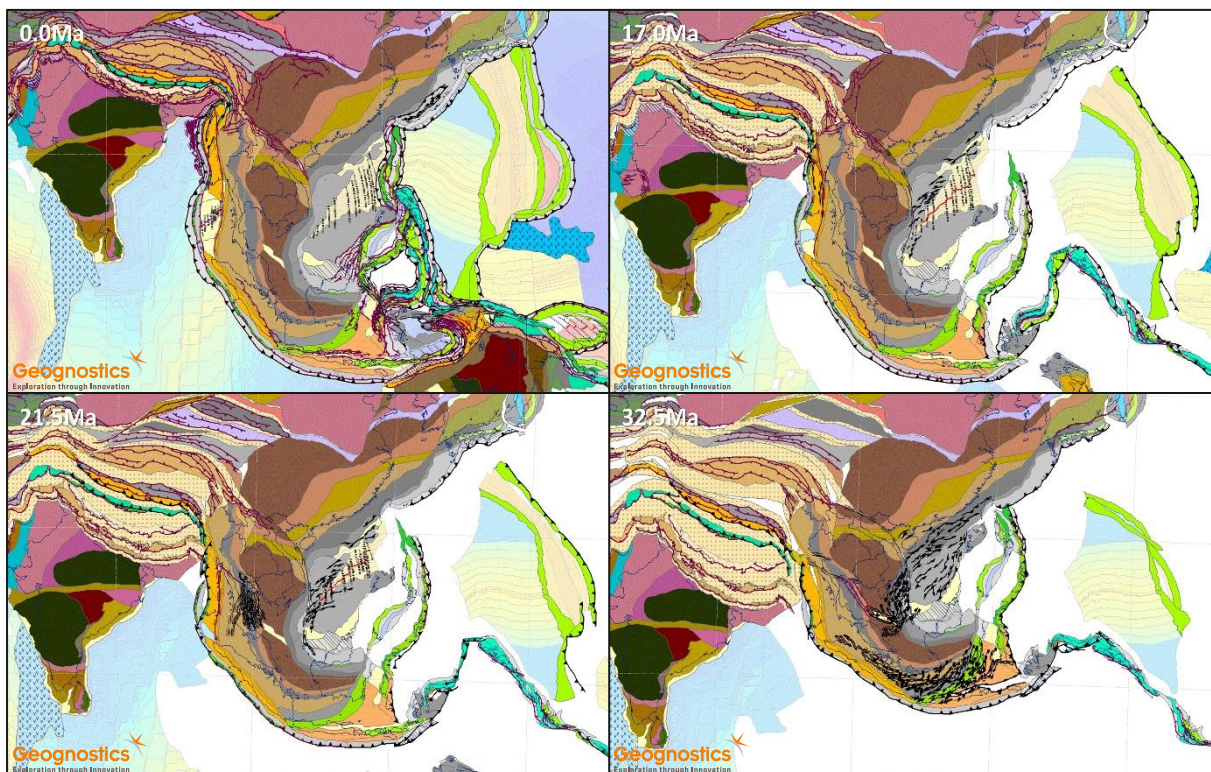 0.0Ma
17.0Ma
Geognostics
Exploration through Innovation
Geognostics
Exploration through Innovation
21.5Ma
32.5Ma
Geognostics
Exploration through Innovation
Geognostics
Exploration through Innovation